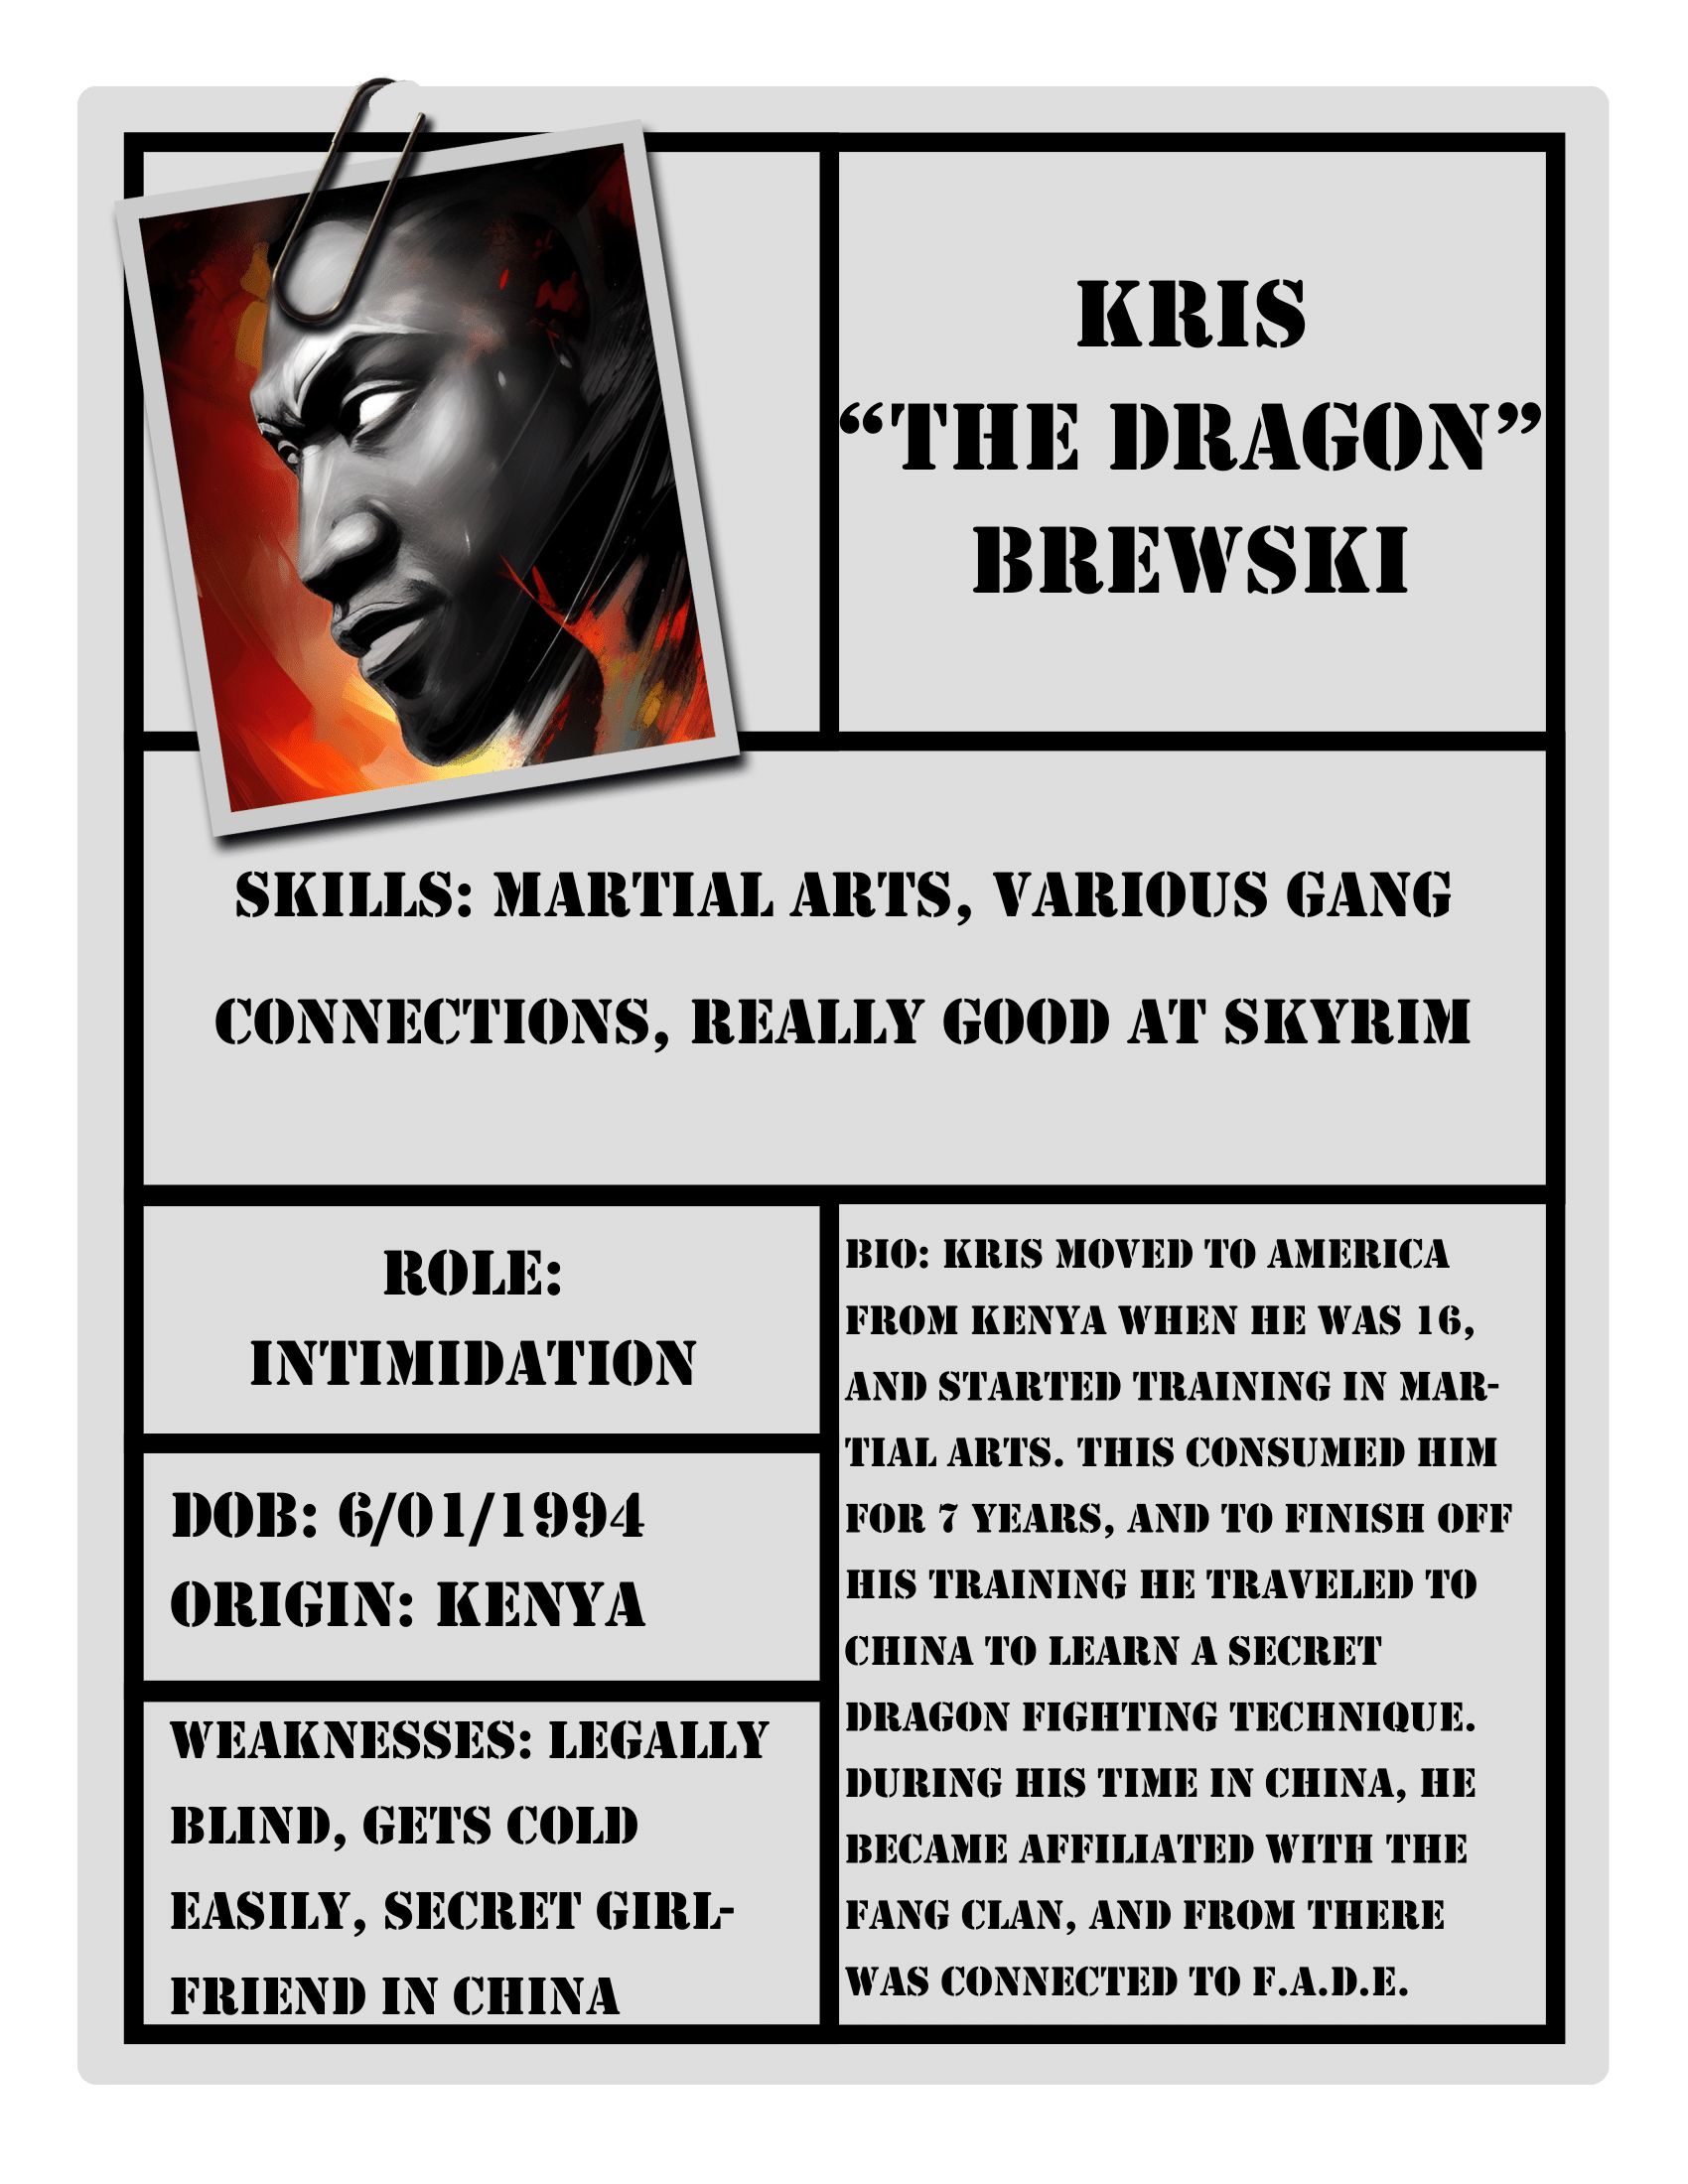 KRIS
“THE DRAGON”
BREWSKI
SKILLS: MARTIAL ARTS, VARIOUS GANG
CONNECTIONS, REALLY GOOD AT SKYRIM
ROLE:
INTIMIDATION
DOB: 6/01/1994
ORIGIN: KENYA
WEAKNESSES: LEGALLY
BLIND, GETS COLD
EASILY, SECRET GIRL-
FRIEND IN CHINA
BIO: KRIS MOVED TO AMERICA
FROM KENYA WHEN HE WAS 16,
AND STARTED TRAINING IN MAR-
TIAL ARTS. THIS CONSUMED HIM
FOR 7 YEARS, AND TO FINISH OFF
HIS TRAINING HE TRAVELED TO
CHINA TO LEARN A SECRET
DRAGON FIGHTING TECHNIQUE.
DURING HIS TIME IN CHINA, HE
BECAME AFFILIATED WITH THE
FANG CLAN, AND FROM THERE
WAS CONNECTED TO F.A.D.E.